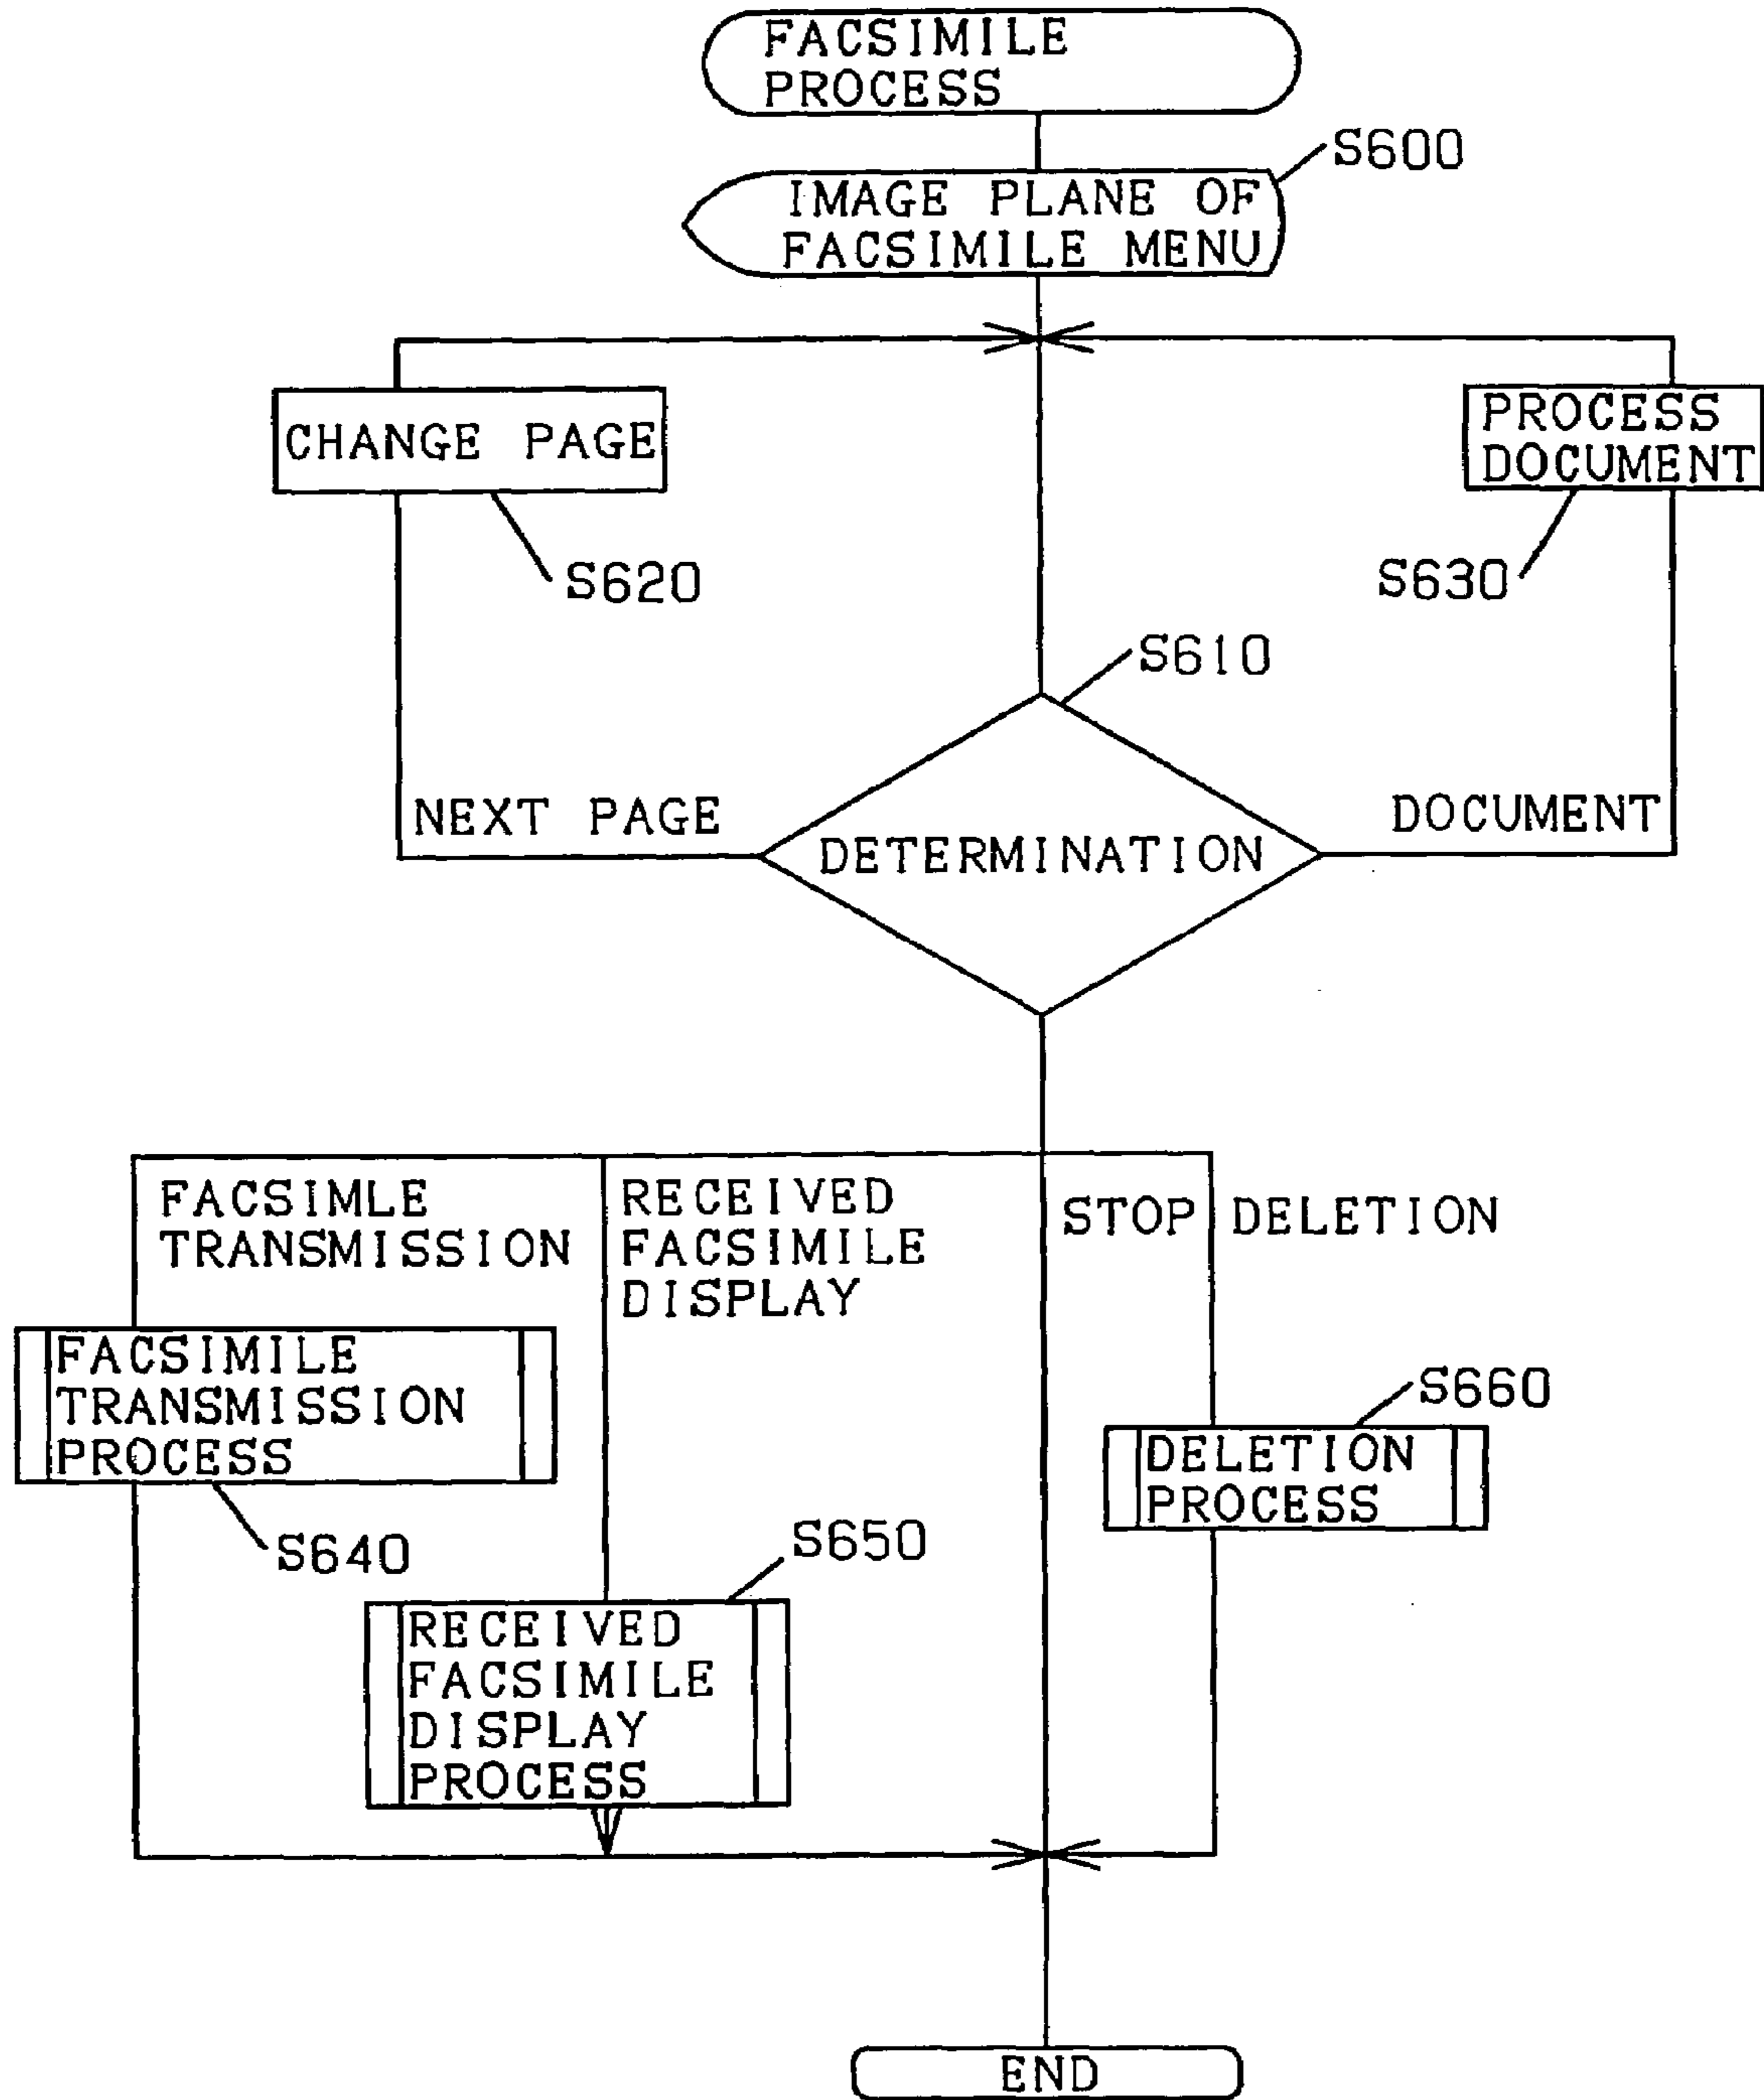 FACSIMILE
PROCESS
S600
IMAGE PLANE OF
FACSIMILE MENU
CHANGE PAGE
PROCESS
DOCUMENT
S620
S630
S610
NEXT PAGE
DETERMINATION
DOCUMENT
FACSIMLE
TRANSMISSION
RECEIVED
FACSIMILE
DISPLAY
STOP
DELETION
FACSIMILE
TRANSMISSION
PROCESS
S660
DELETION
PROCESS
S640
S650
RECEIVED
FACSIMILE
DISPLAY
PROCESS
END